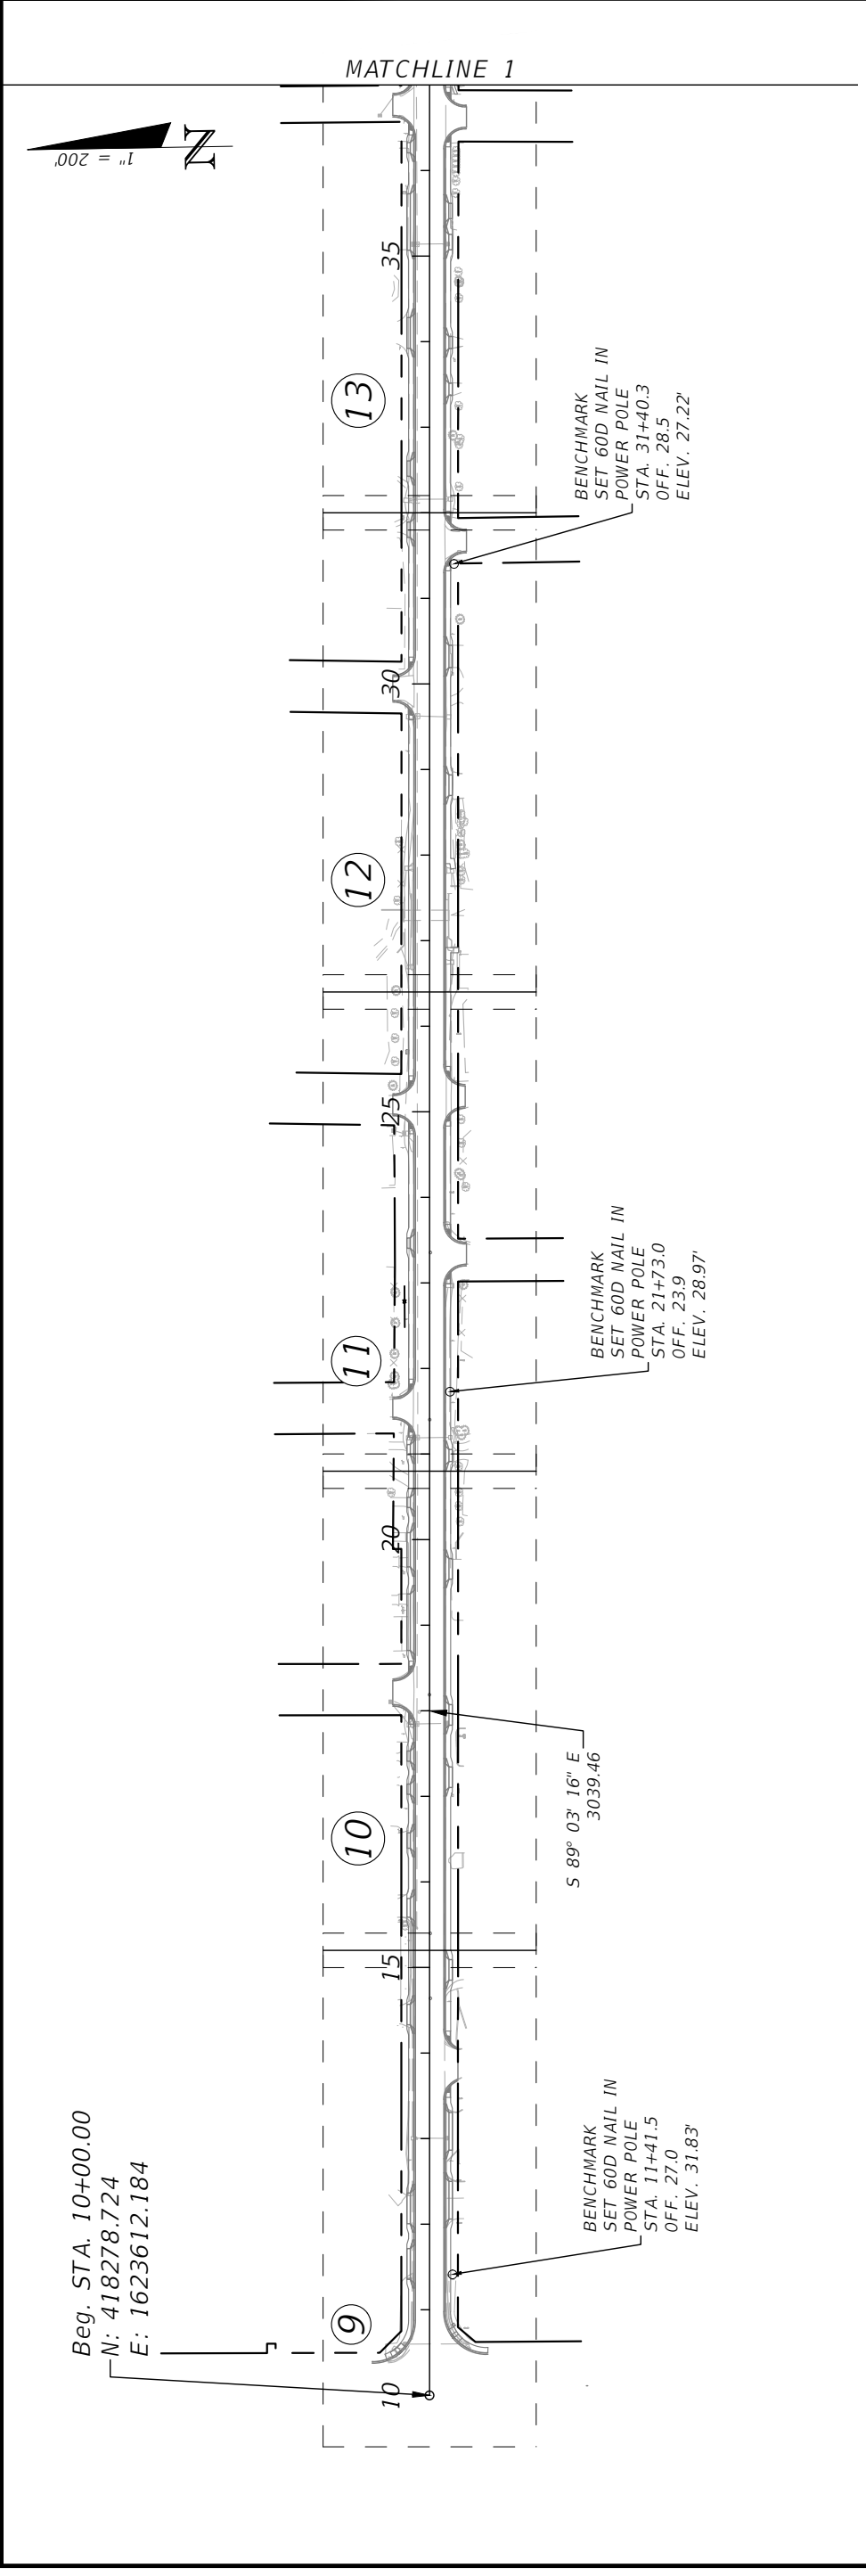 MATCHLINE 1
N
1" = 200'
35
13
BENCHMARK
SET 60D NAIL IN
POWER POLE
STA. 31+40.3
OFF. 28.5
ELEV. 27.22'
30
12
25
BENCHMARK
SET 60D NAIL IN
POWER POLE
STA. 21+73.0
OFF. 23.9
ELEV. 28.97'
11
20
S 89° 03' 16" E
3039.46
10
15
Beg. STA. 10+00.00
N: 418278.724
E: 1623612.184
BENCHMARK
SET 60D NAIL IN
POWER POLE
STA. 11+41.5
OFF. 27.0
ELEV. 31.83'
9
10